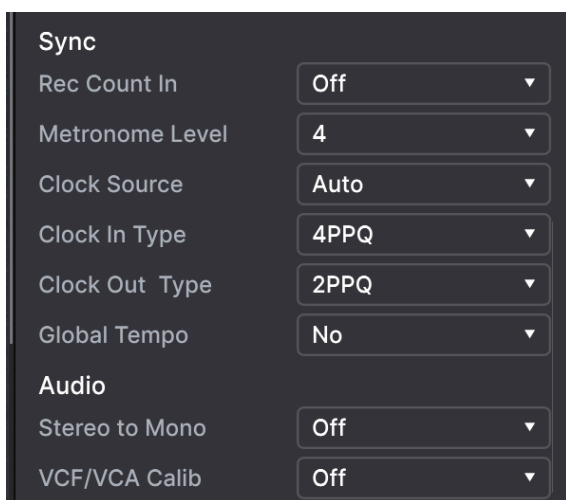 Sync
Rec Count In Off
Metronome Level 4
Clock Source Auto
Clock In Type 4PPQ
Clock Out Type 2PPQ
Global Tempo No
Audio
Stereo to Mono Off
VCF/VCA Calib Off